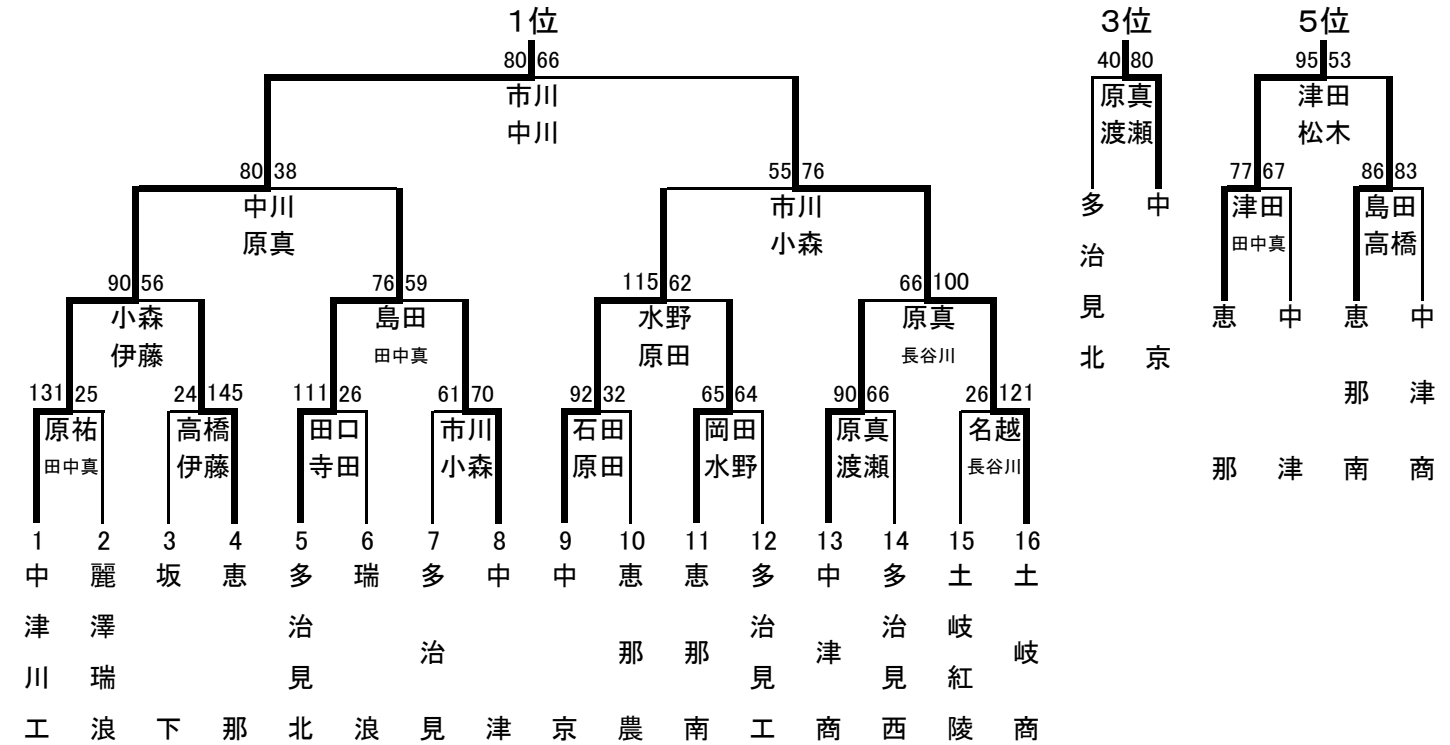 1位 3位 5位
80 66 40 80 95 53
市川 原真 津田
中川 渡瀬 松木
80 38 55 76 77 67 86 83
中川 市川 津田 島田
原真 小森 田中真 高橋
多治見北 中京
90 56 76 59 115 62 66 100
小森 島田 水野 原真
伊藤 田中真 原田 長谷川
恵那 中津 恵那南 中津商
131 25 24 145 111 26 61 70 92 32 65 64 90 66 26 121
原祐 高橋 田口 市川 石田 岡田 原真 名越
田中真 伊藤 寺田 小森 原田 水野 渡瀬 長谷川
1 2 3 4 5 6 7 8 9 10 11 12 13 14 15 16
中津川工
麗澤瑞浪
坂下
恵那
多治見北
瑞浪
多治見
中津
中京
恵那農
恵那南
多治見工
中津商
多治見西
土岐紅陵
土岐商